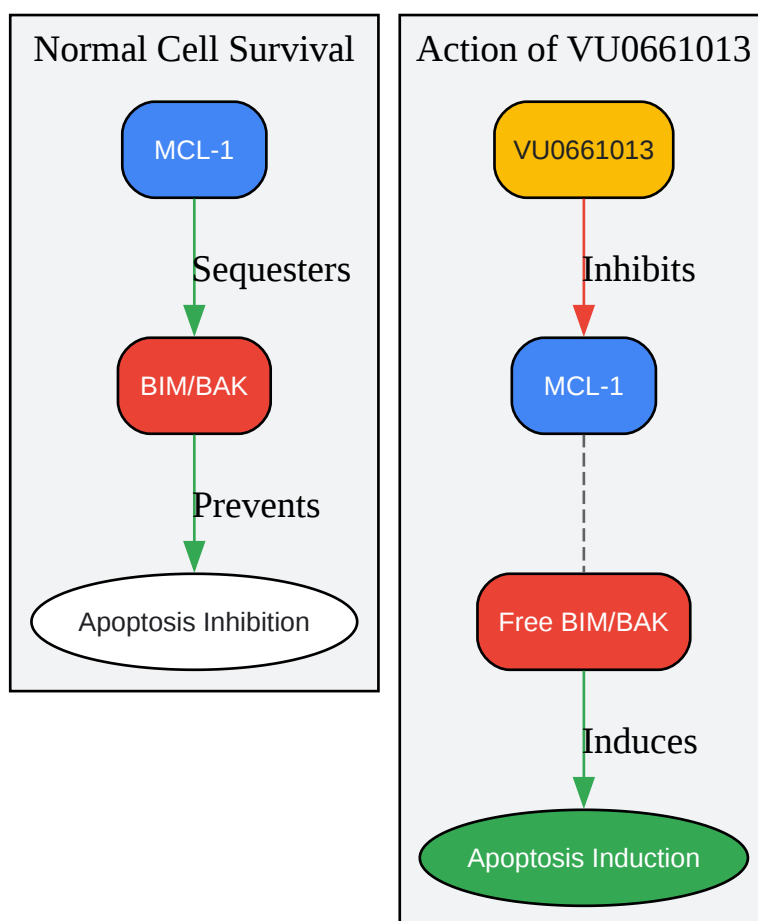 Normal Cell Survival
MCL-1
Sequesters
BIM/BAK
Prevents
Apoptosis Inhibition
Action of VU0661013
VU0661013
Inhibits
MCL-1
Free BIM/BAK
Induces
Apoptosis Induction